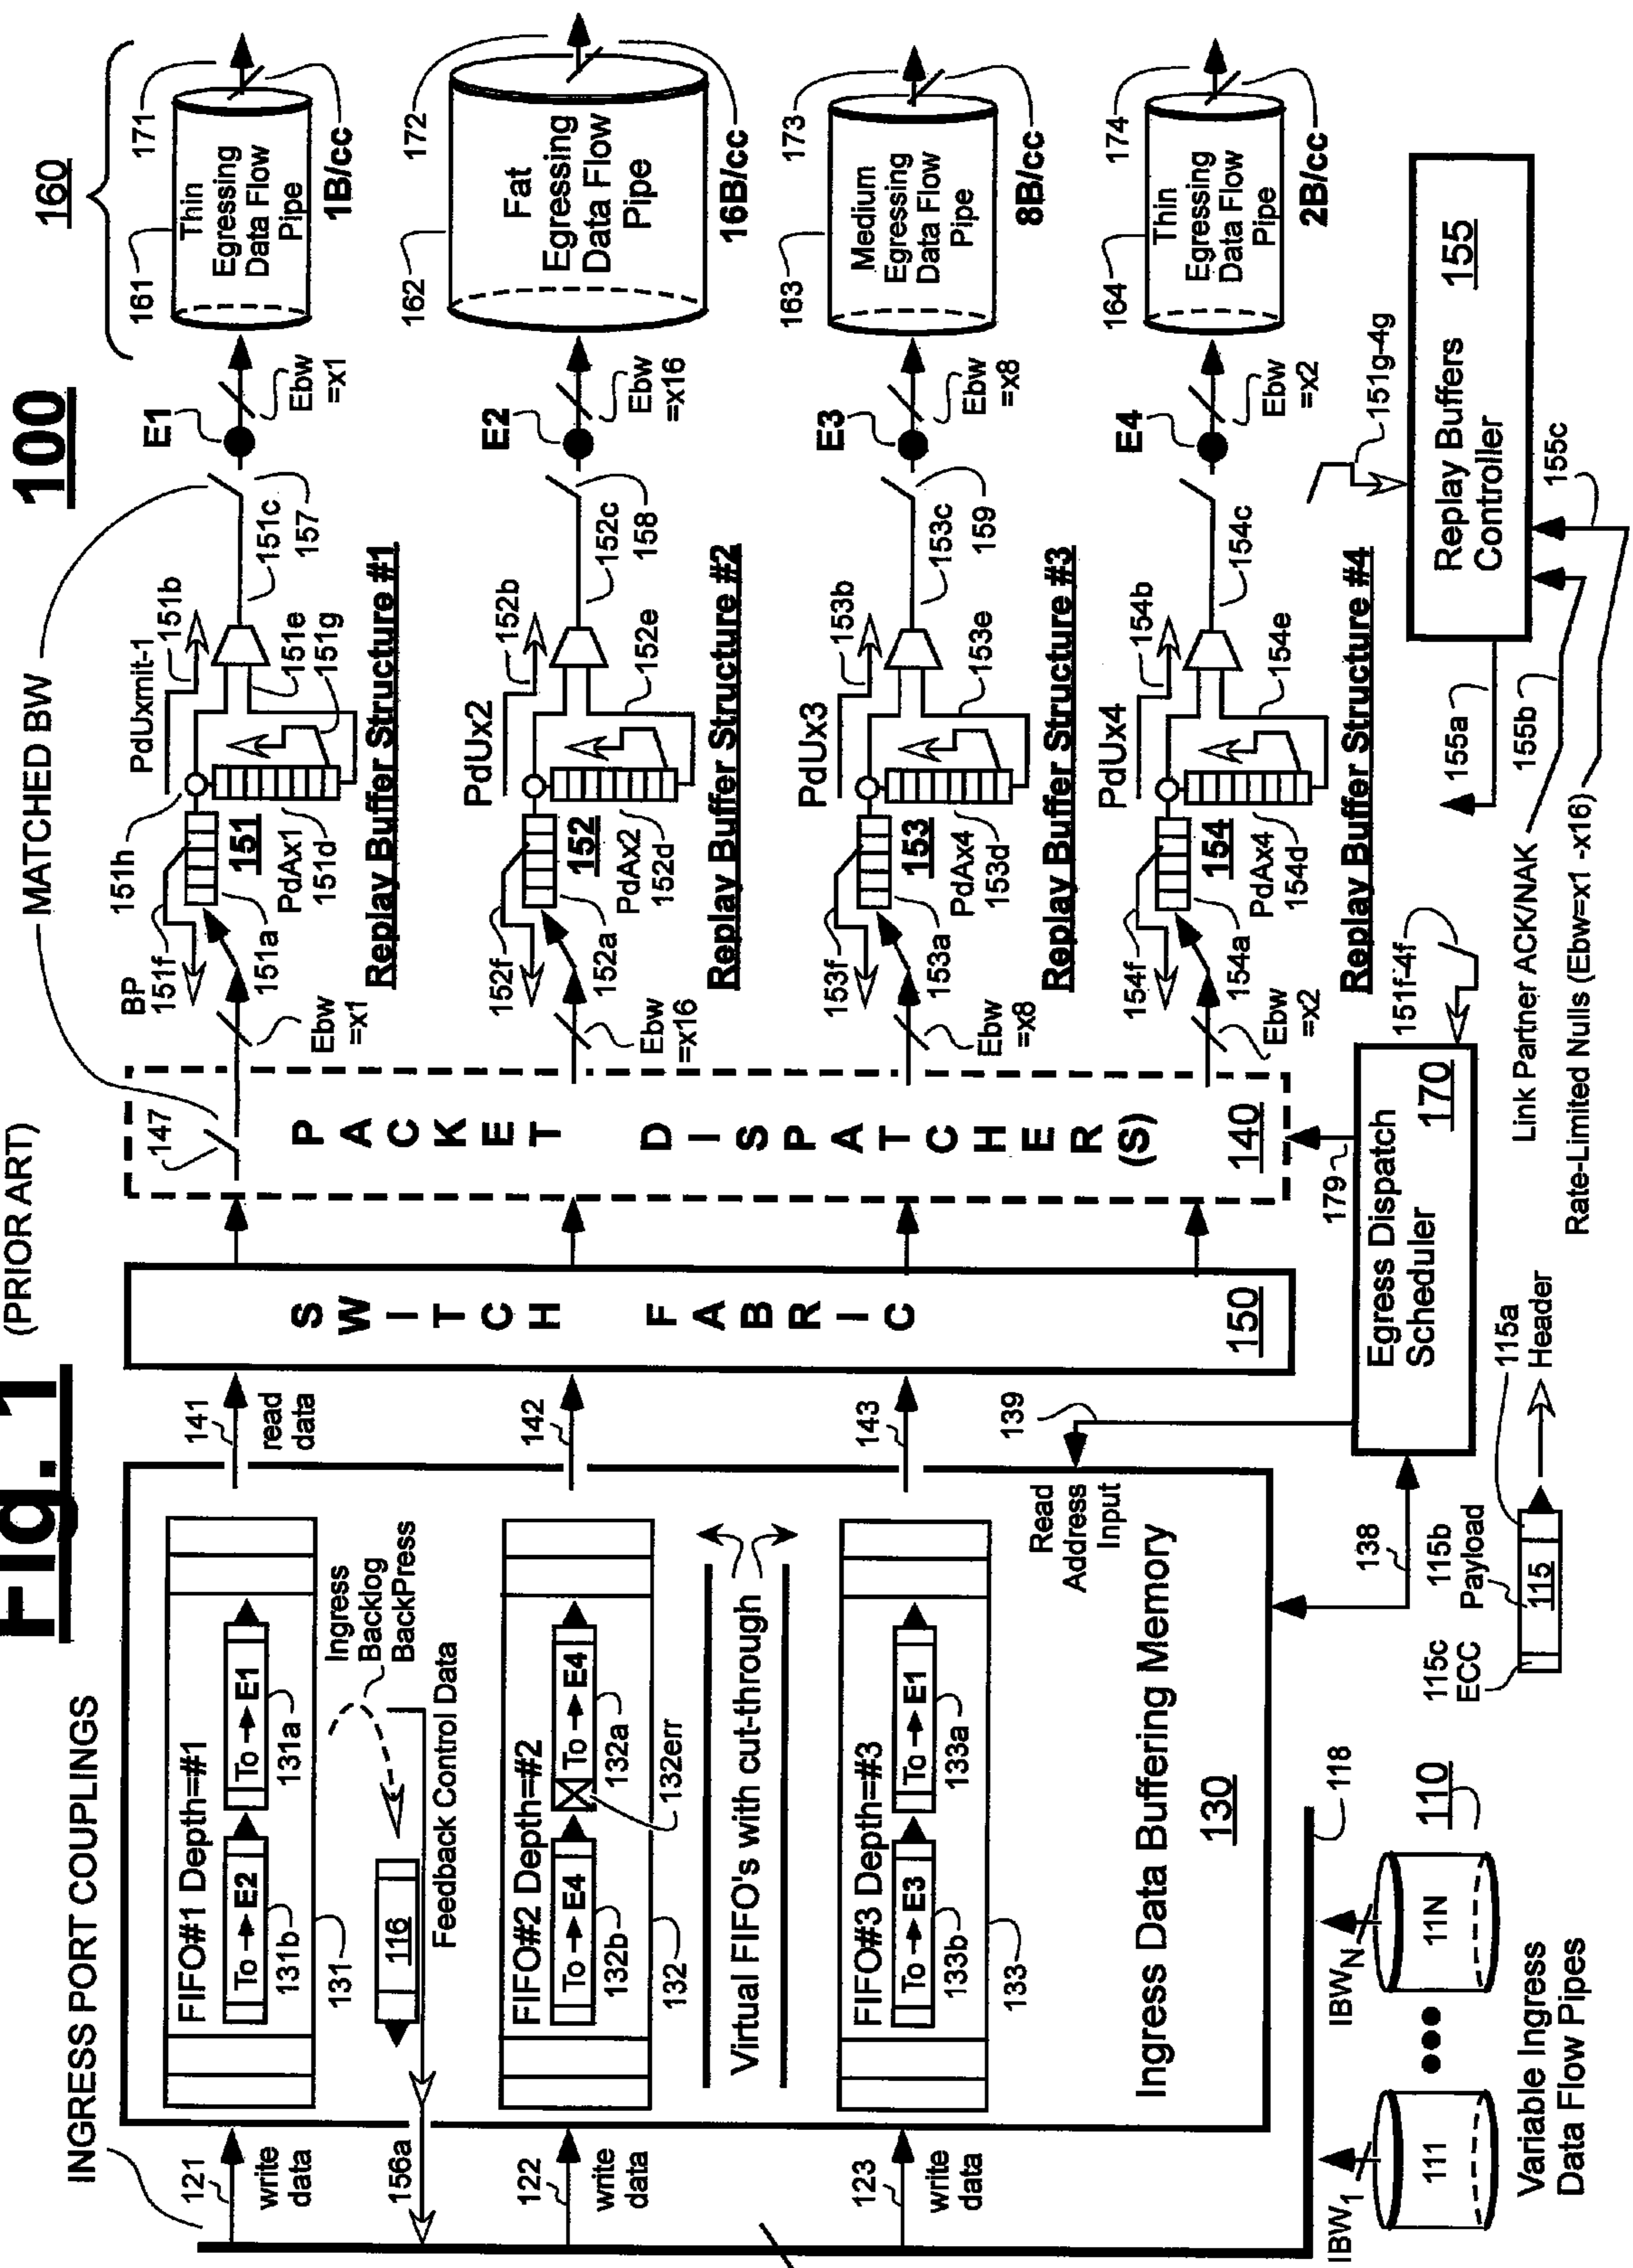 Fig. 1
(PRIOR ART)
100
INGRESS PORT COUPLINGS
MATCHED BW
160
121
write
data
156a
122
write
data
123
write
data
FIFO#1 Depth=#1
To→E2
To→E1
131b
131a
131
116
Ingress
Backlog
BackPress
Feedback Control Data
FIFO#2 Depth=#2
To→E4
To→E4
132b
132a
132
132err
Virtual FIFO's with cut-through
FIFO#3 Depth=#3
To→E3
To→E1
133b
133a
133
Read
Address
Input
Ingress Data Buffering Memory
130
141
read
data
142
143
139
SWITCH FABRIC
150
147
PACKET DISPATCHER(S)
140
179
Ebw
=x1
BP
151f
151h
PdUxmit-1
151b
151a
151
PdAx1
151d
151e
151g
151c
157
Replay Buffer Structure #1
E1
Ebw
=x1
161
Thin
Egressing
Data Flow
Pipe
171
1B/cc
Ebw
=x16
152f
PdUx2
152b
152a
152
PdAx2
152d
152e
152c
158
Replay Buffer Structure #2
E2
Ebw
=x16
162
Fat
Egressing
Data Flow
Pipe
172
16B/cc
Ebw
=x8
153f
PdUx3
153b
153a
153
PdAx4
153d
153e
153c
159
Replay Buffer Structure #3
E3
Ebw
=x8
163
Medium
Egressing
Data Flow
Pipe
173
8B/cc
Ebw
=x2
154f
PdUx4
154b
154a
154
PdAx4
154d
154e
154c
Replay Buffer Structure #4
E4
Ebw
=x2
164
Thin
Egressing
Data Flow
Pipe
174
2B/cc
118
IBW1
111
IBWN
11N
110
Variable Ingress
Data Flow Pipes
138
115c
ECC
115b
Payload
115
115a
Header
Egress Dispatch
Scheduler
170
151f-4f
151g-4g
Replay Buffers
Controller
155
155a
155b
155c
Link Partner ACK/NAK
Rate-Limited Nulls (Ebw=x1 -x16)